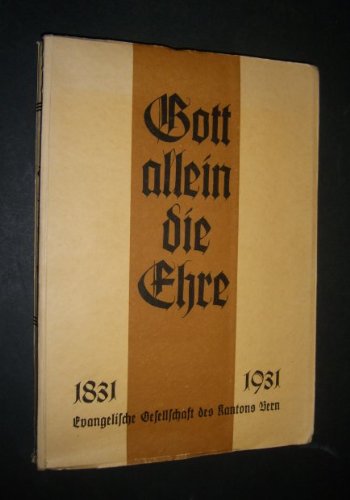 Gott
allein
die
Ehre
1831 1931
Evangelische Gesellschaft des Kantons Bern